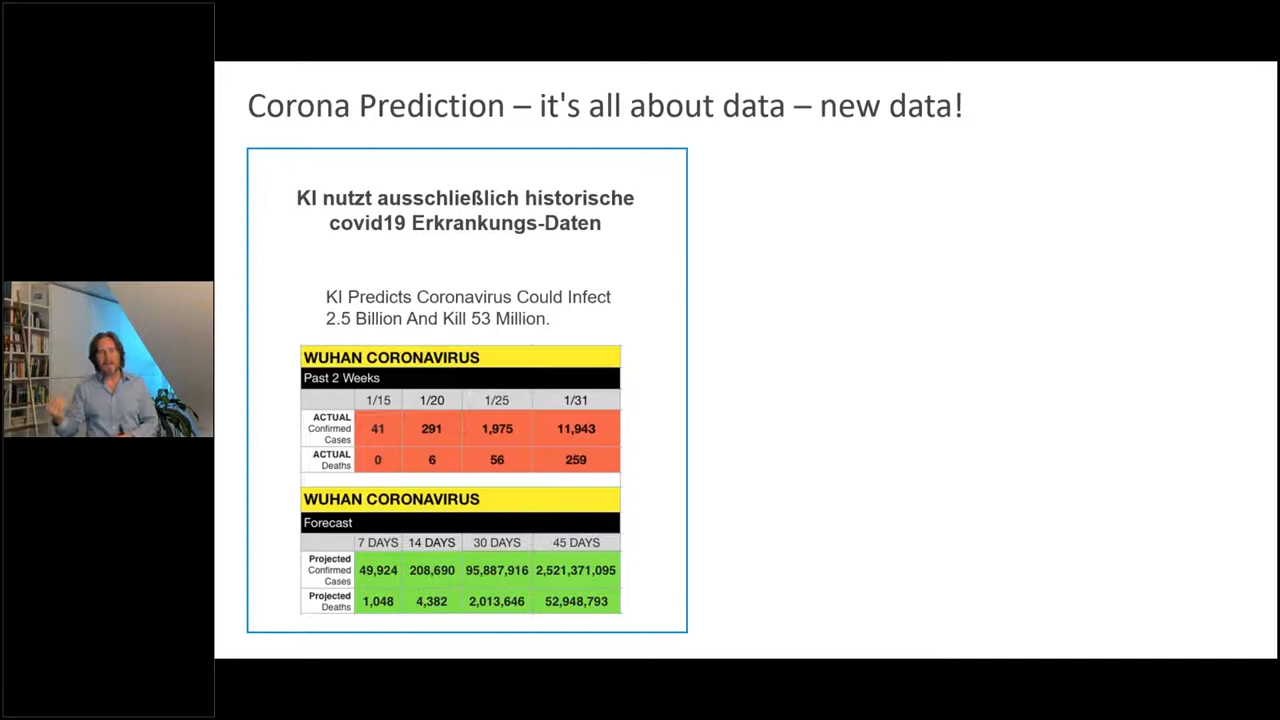 Corona Prediction – it's all about data – new data!
KI nutzt ausschließlich historische
covid19 Erkrankungs-Daten
KI Predicts Coronavirus Could Infect
2.5 Billion And Kill 53 Million.
WUHAN CORONAVIRUS
Past 2 Weeks
1/15 1/20 1/25 1/31
ACTUAL
Confirmed
Cases
41 291 1,975 11,943
ACTUAL
Deaths
0 6 56 259
WUHAN CORONAVIRUS
Forecast
7 DAYS 14 DAYS 30 DAYS 45 DAYS
Projected
Confirmed
Cases
49,924 208,690 95,887,916 2,521,371,095
Projected
Deaths
1,048 4,382 2,013,646 52,948,793